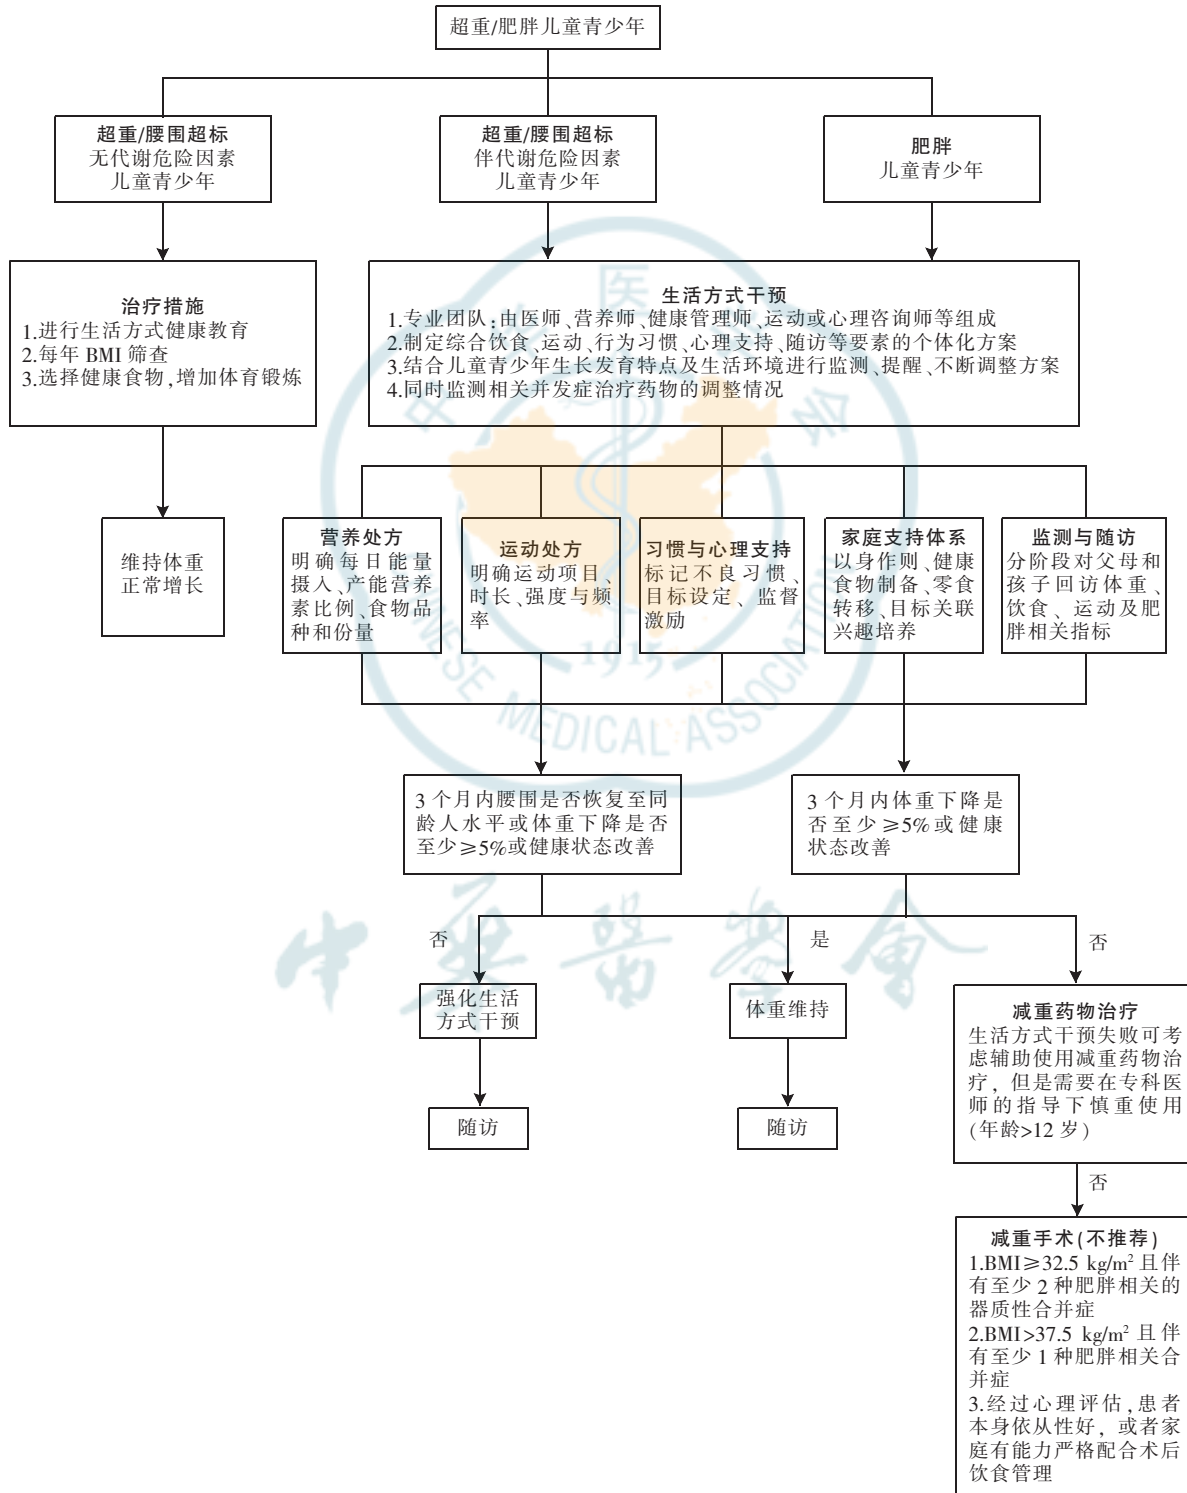 超重/肥胖儿童青少年
超重/腰围超标
无代谢危险因素
儿童青少年
超重/腰围超标
伴代谢危险因素
儿童青少年
肥胖
儿童青少年
治疗措施
1.进行生活方式健康教育
2.每年 BMI 筛查
3.选择健康食物,增加体育锻炼
生活方式干预
1.专业团队:由医师、营养师、健康管理师、运动或心理咨询师等组成
2.制定综合饮食、运动、行为习惯、心理支持、随访等要素的个体化方案
3.结合儿童青少年生长发育特点及生活环境进行监测、提醒、不断调整方案
4.同时监测相关并发症治疗药物的调整情况
维持体重
正常增长
营养处方
明确每日能量
摄入、产能营养
素比例、食物品
种和份量
运动处方
明确运动项目、
时长、强度与频
率
习惯与心理支持
标记不良习惯、
目标设定、监督
激励
家庭支持体系
以身作则、健康
食物制备、零食
转移、目标关联
兴趣培养
监测与随访
分阶段对父母和
孩子回访体重、
饮食、运动及肥
胖相关指标
3 个月内腰围是否恢复至同
龄人水平或体重下降是否
至少≥5%或健康状态改善
3 个月内体重下降是
否至少≥5%或健康
状态改善
否
是
否
强化生活
方式干预
体重维持
随访
随访
减重药物治疗
生活方式干预失败可考
虑辅助使用减重药物治
疗，但是需要在专科医
师的指导下慎重使用
(年龄>12 岁)
否
减重手术(不推荐)
1.BMI≥32.5 kg/m² 且伴
有至少 2 种肥胖相关的
器质性合并症
2.BMI>37.5 kg/m² 且伴
有至少 1 种肥胖相关合
并症
3.经过心理评估,患者
本身依从性好，或者家
庭有能力严格配合术后
饮食管理
中华医学会
1915
CHINESE MEDICAL ASSOCIATION
中華醫學會